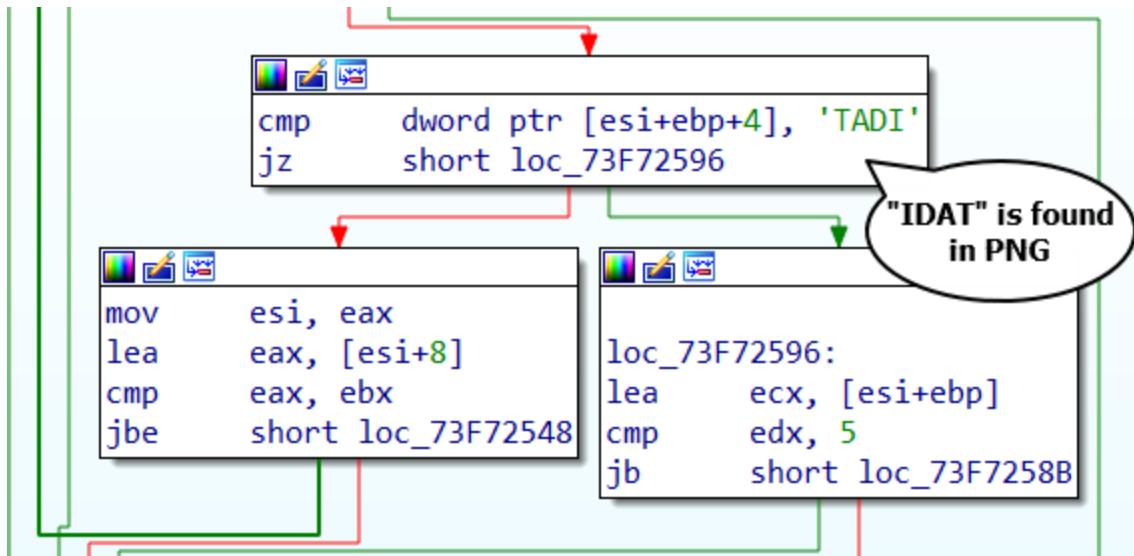 cmp dword ptr [esi+ebp+4], 'TADI'
jz short loc_73F72596
"IDAT" is found
in PNG
mov esi, eax
lea eax, [esi+8]
cmp eax, ebx
jbe short loc_73F72548
loc_73F72596:
lea ecx, [esi+ebp]
cmp edx, 5
jb short loc_73F7258B